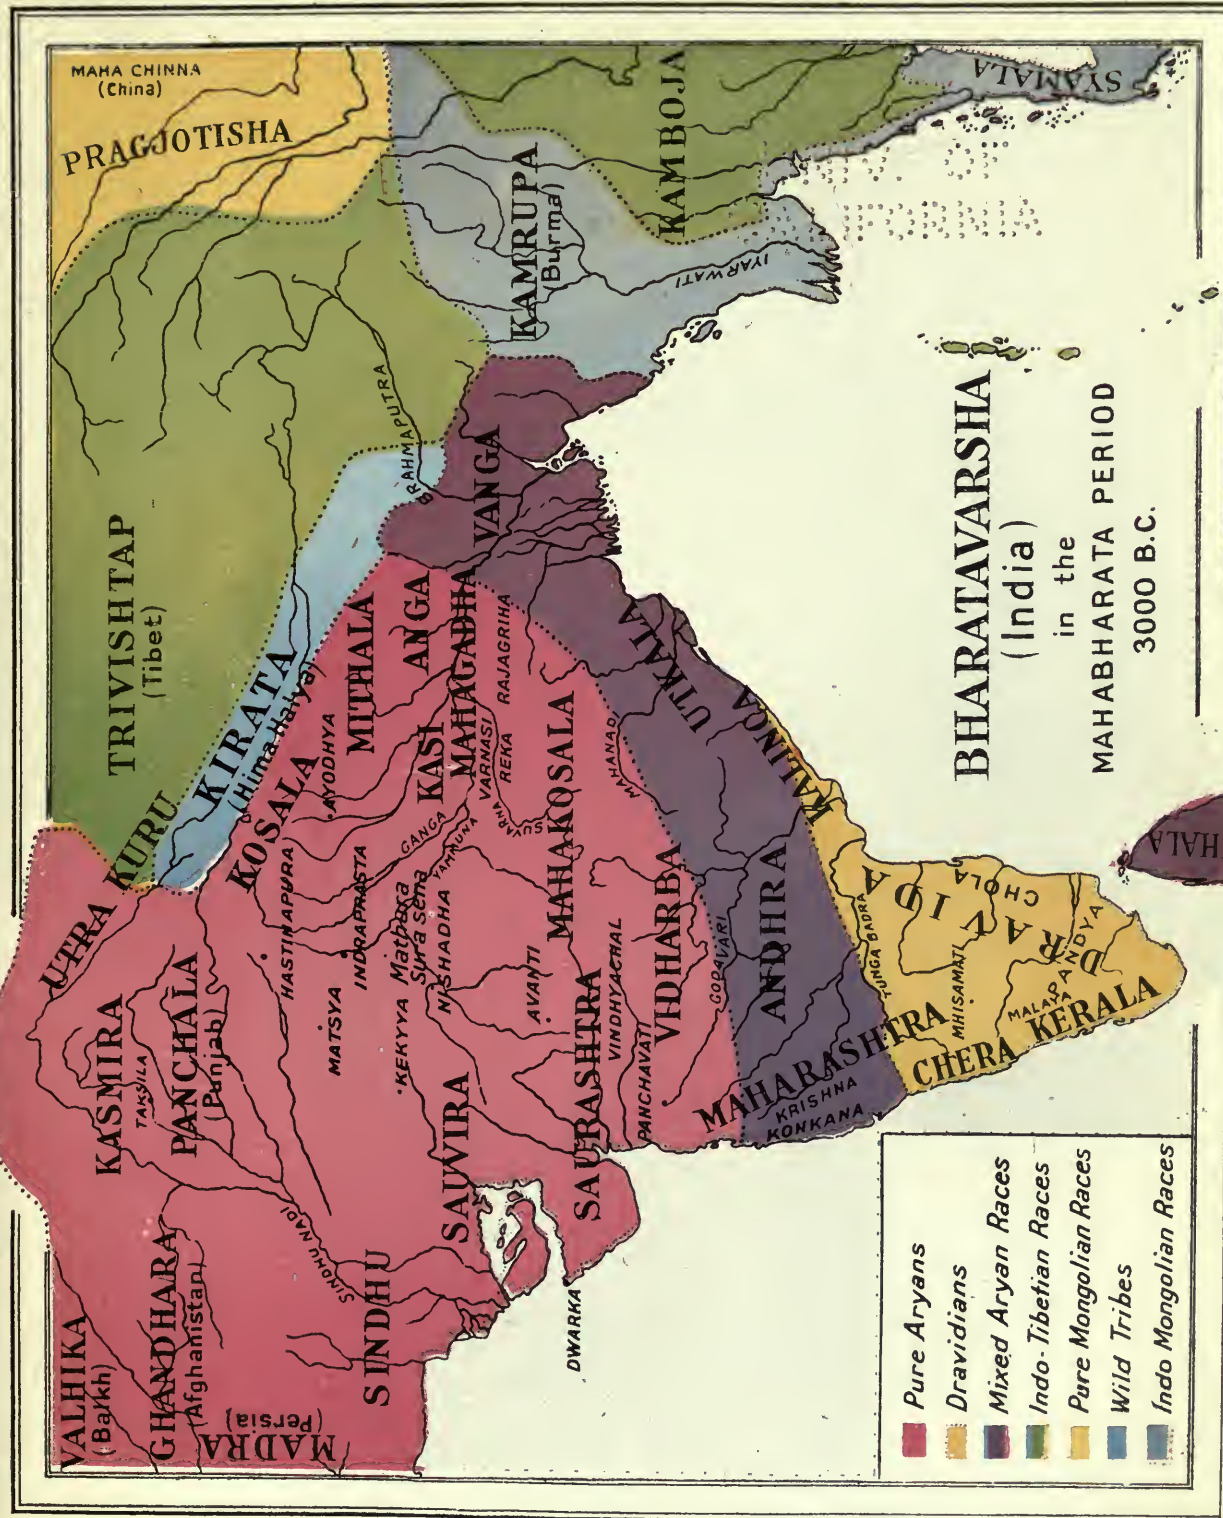 MAHA CHINNA
(China)
PRAGJOTISHA
TRIVISHTAP
(Tibet)
KAMBOJA
SYAMALA
KAMRUPA
(Burma)
IYARWATI
BRAHMAPUTRA
VANGA
UTRA KURU
KIRATA
(Hima Halya)
KOSALA
AYODHYA
MITHALA
ANGA
MAHAGADHA
KASI
VARNASI
REKA
RAJAGRIHA
KASMIRA
TAKSILA
PANCHALA
(Punjab)
HASTINAPURA
INDRAPRASTA
MATSYA
KEKYYA
Mathura
Sura Sena
NISHADHA
GANGA
YAMMUNA
SUVARNA
MAHAKOSALA
MAHANADI
UTKALA
KALINGA
AVANTI
VINDHYACHAL
VIDHARBA
PANCHAVATI
GODAVARI
ANDHRA
VALHIKA
(Balkh)
GHANDHARA
(Afghanistan)
MADRA
(Persia)
SINDHU NADI
SINDHU
SAUWIRA
SAURASHTRA
DWARKA
MAHARASHTRA
KRISHNA
KONKANA
TUNGA BADRA
MHISAMATI
DRAVIDA
CHOLA
PANDYA
MALAYA
CHERA KERALA
HALA
BHARATAVARSHA
(India)
in the
MAHABHARATA PERIOD
3000 B.C.
Pure Aryans
Dravidians
Mixed Aryan Races
Indo-Tibetian Races
Pure Mongolian Races
Wild Tribes
Indo Mongolian Races